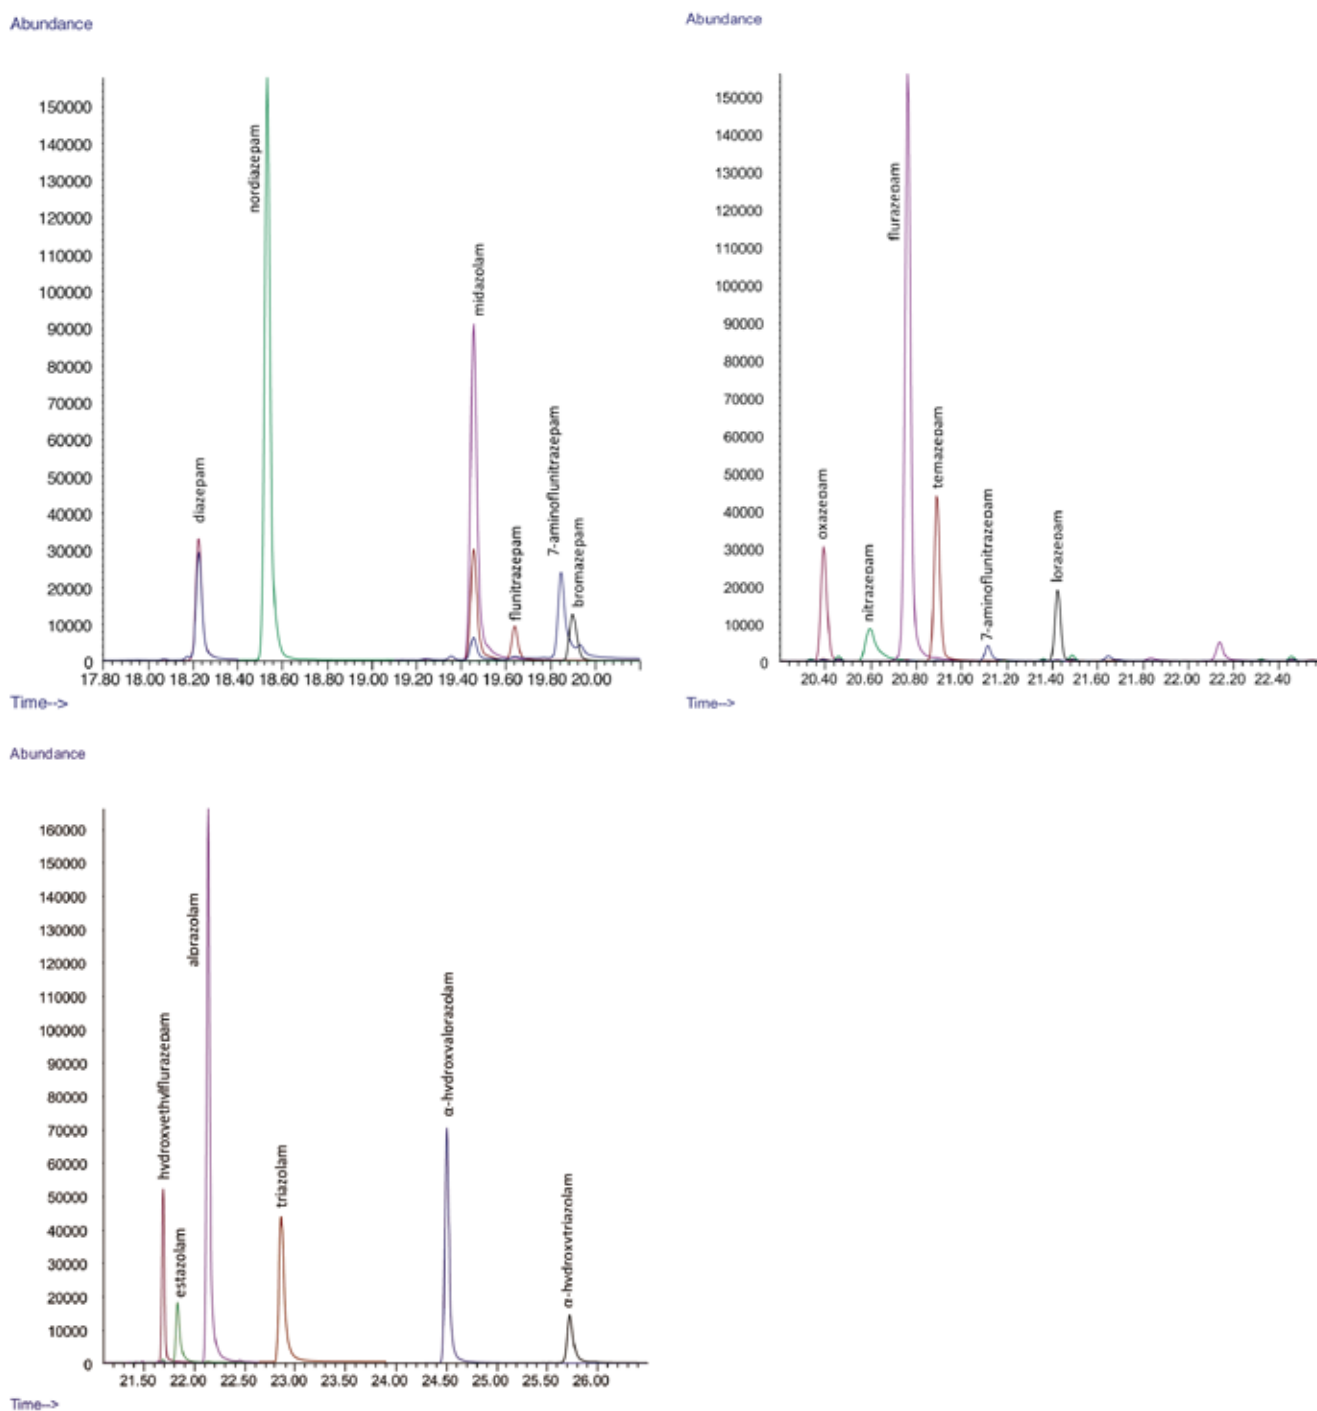 Abundance
150000
140000
130000
120000
110000
100000
90000
80000
70000
60000
50000
40000
30000
20000
10000
0
diazepam
nordiazepam
midazolam
flunitrazepam
7-aminoflunitrazepam
bromazepam
17.80 18.00 18.20 18.40 18.60 18.80 19.00 19.20 19.40 19.60 19.80 20.00
Time-->
Abundance
150000
140000
130000
120000
110000
100000
90000
80000
70000
60000
50000
40000
30000
20000
10000
0
oxazepam
nitrazepam
flurazepam
temazepam
7-aminoflunitrazepam
lorazepam
20.40 20.60 20.80 21.00 21.20 21.40 21.60 21.80 22.00 22.20 22.40
Time-->
Abundance
160000
150000
140000
130000
120000
110000
100000
90000
80000
70000
60000
50000
40000
30000
20000
10000
0
hydroxyethylflurazepam
estazolam
alprazolam
triazolam
α-hydroxyalprazolam
α-hydroxytriazolam
21.50 22.00 22.50 23.00 23.50 24.00 24.50 25.00 25.50 26.00
Time-->